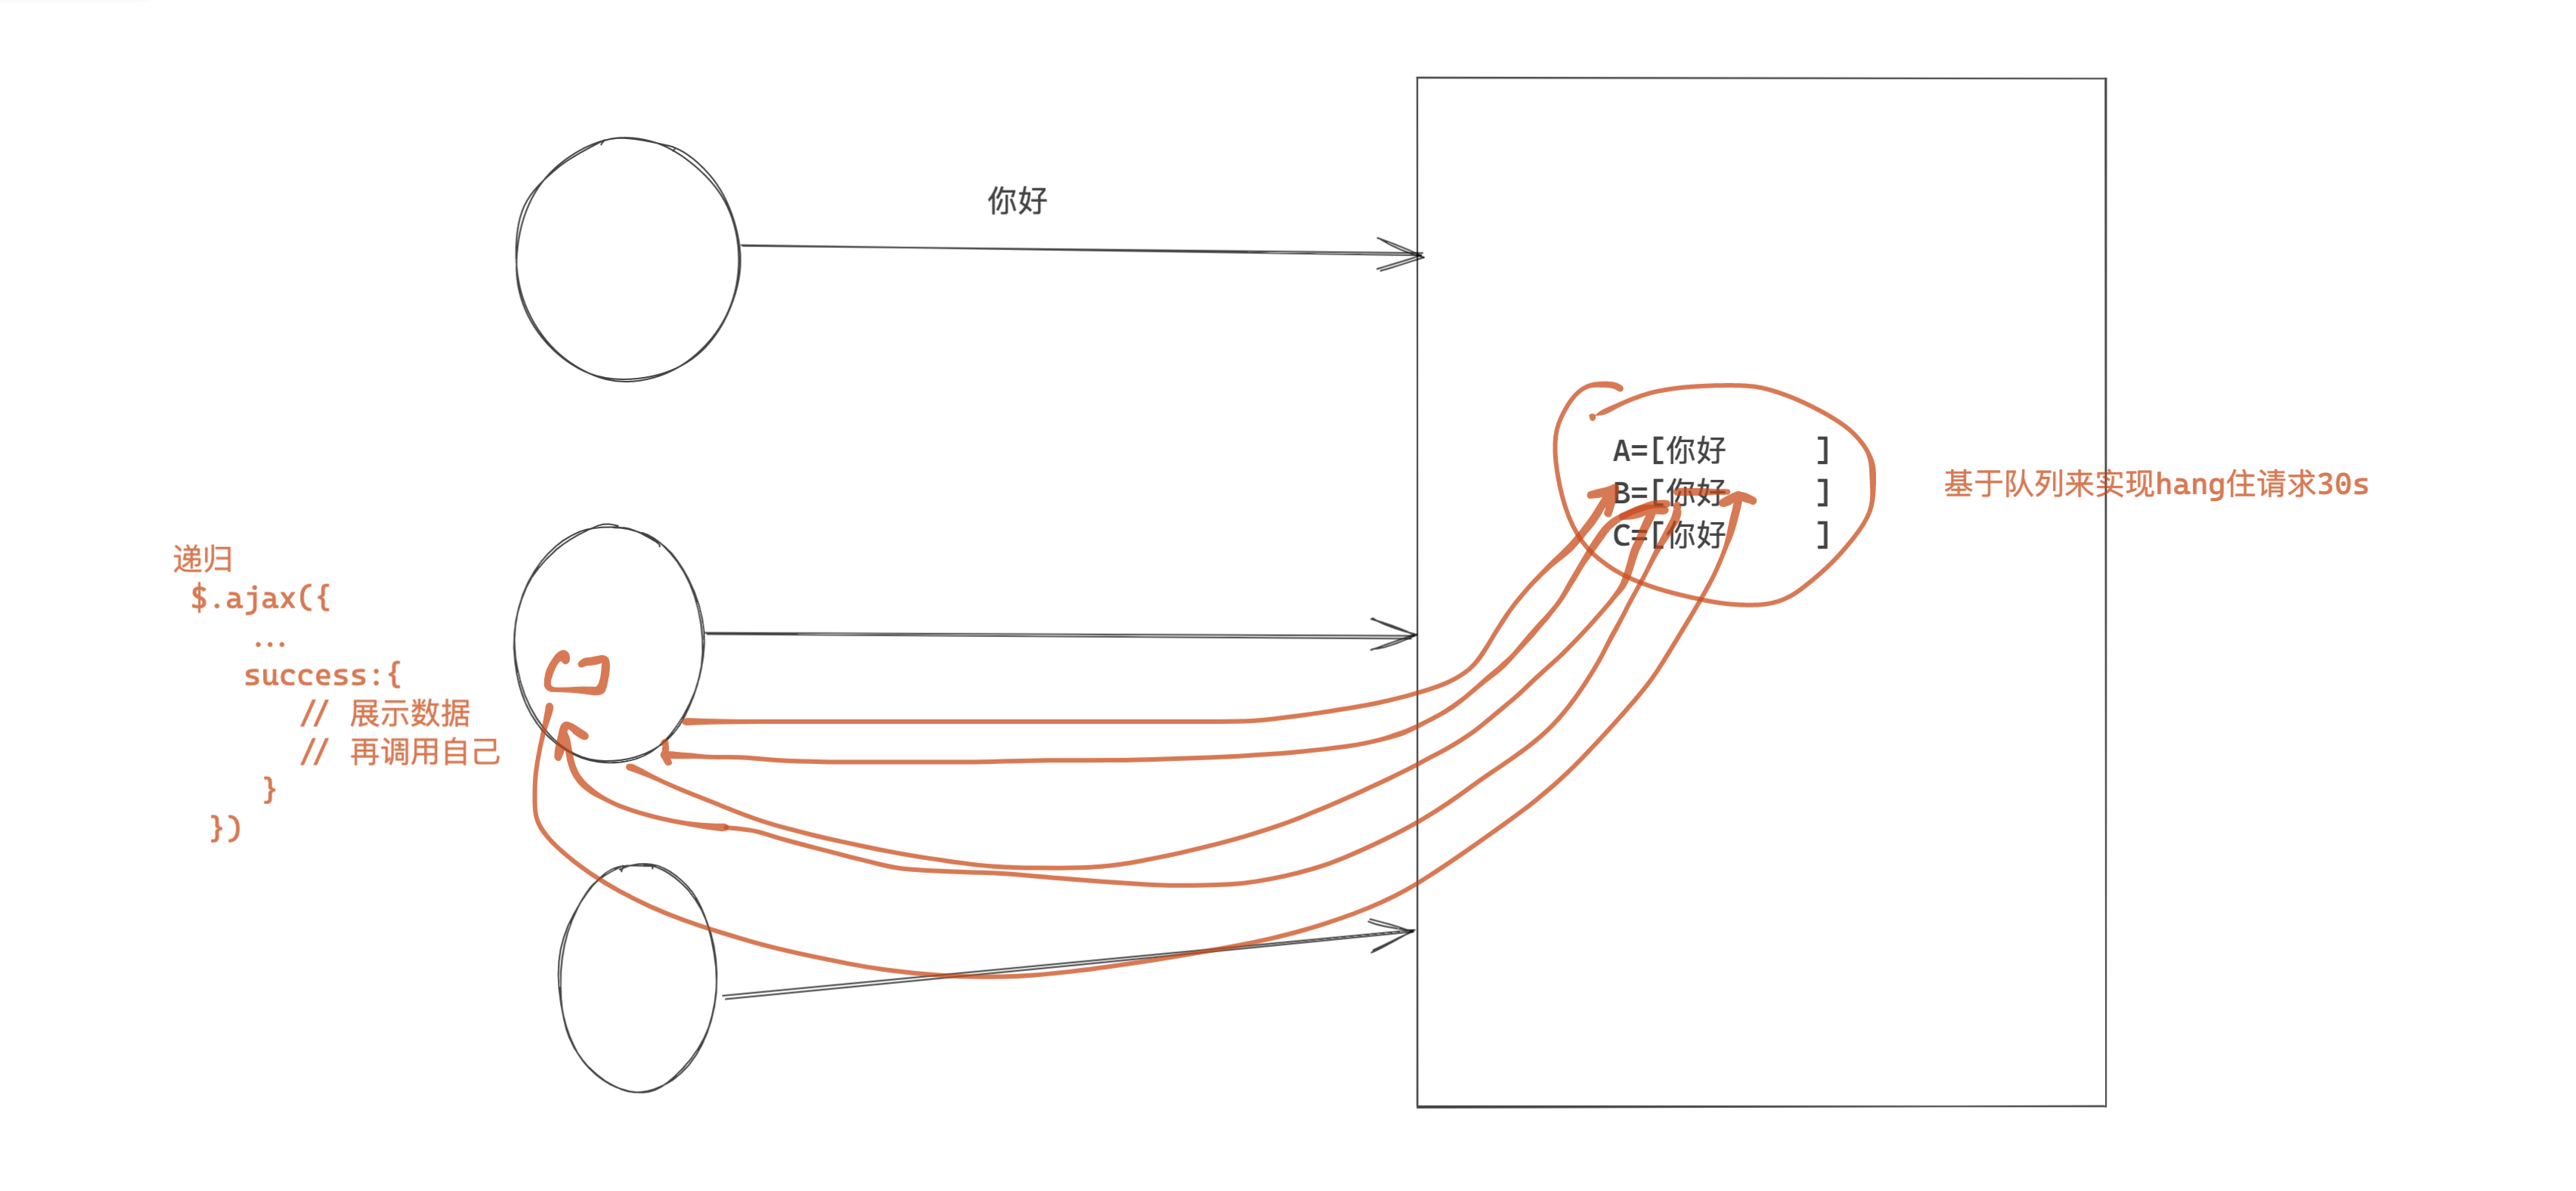 你好
A=[你好 ]
B=[你好 ]
C=[你好 ]
基于队列来实现hang住请求30s
递归
$.ajax({
...
success:{
// 展示数据
// 再调用自己
}
})